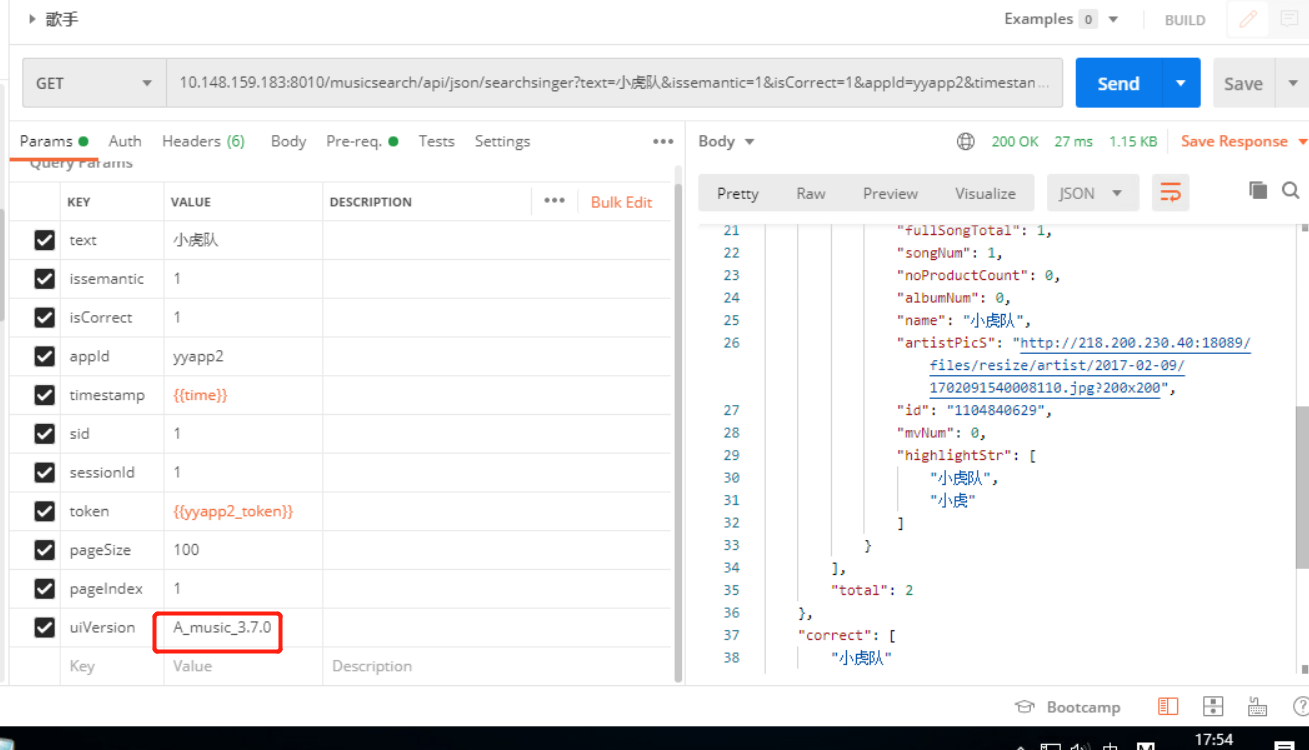 歌手
Examples 0 BUILD
GET 10.148.159.183:8010/musicsearch/api/json/searchsinger?text=小虎队&issemantic=1&isCorrect=1&appId=yyapp2&timestan... Send Save
Params Auth Headers (6) Body Pre-req. Tests Settings
Query Params
KEY VALUE DESCRIPTION Bulk Edit
text 小虎队
issemantic 1
isCorrect 1
appId yyapp2
timestamp {{time}}
sid 1
sessionId 1
token {{yyapp2_token}}
pageSize 100
pageIndex 1
uiVersion A_music_3.7.0
Key Value Description
Body 200 OK 27 ms 1.15 KB Save Response
Pretty Raw Preview Visualize JSON
21 "fullSongTotal": 1,
22 "songNum": 1,
23 "noProductCount": 0,
24 "albumNum": 0,
25 "name": "小虎队",
26 "artistPicS": "http://218.200.230.40:18089/
files/resize/artist/2017-02-09/
1702091540008110.jpg?200x200",
27 "id": "1104840629",
28 "mvNum": 0,
29 "highlightStr": [
30 "小虎队",
31 "小虎"
32 ]
33 }
34 ],
35 "total": 2
36 },
37 "correct": [
38 "小虎队"
Bootcamp
中
17:54